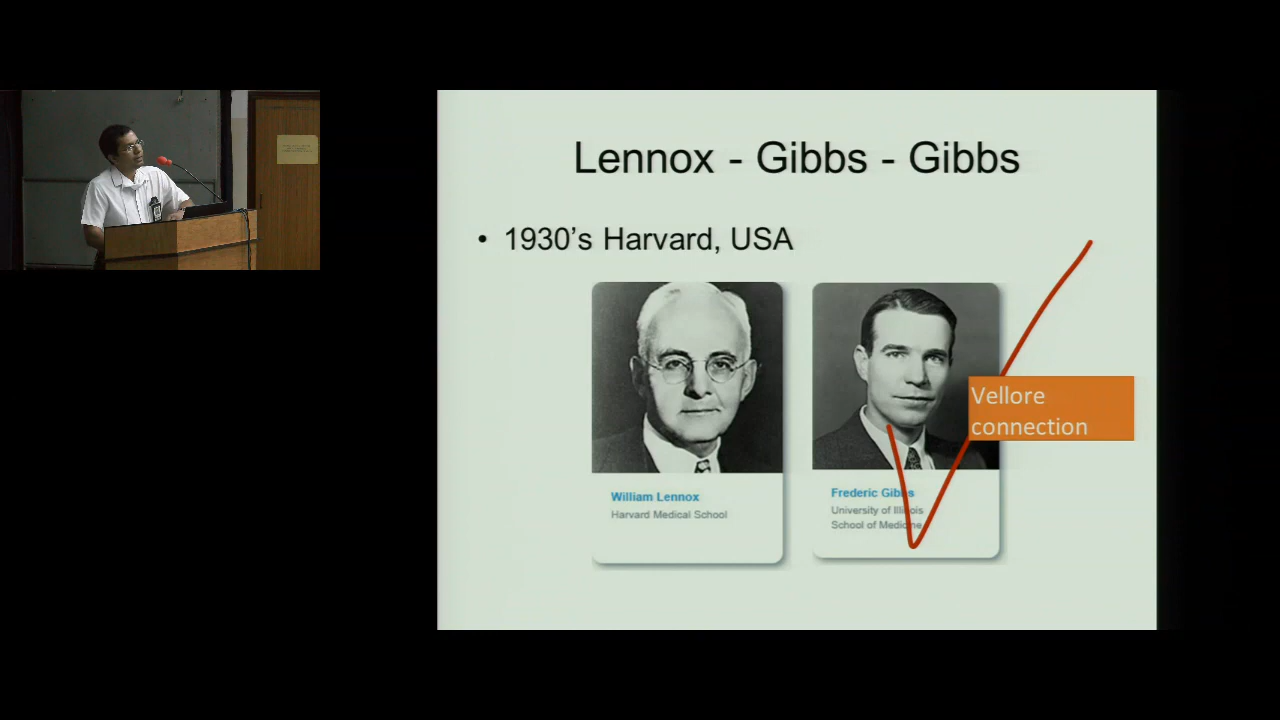 Lennox - Gibbs - Gibbs
• 1930's Harvard, USA
William Lennox
Harvard Medical School
Frederic Gibbs
University of Illinois
School of Medicine
Vellore
connection